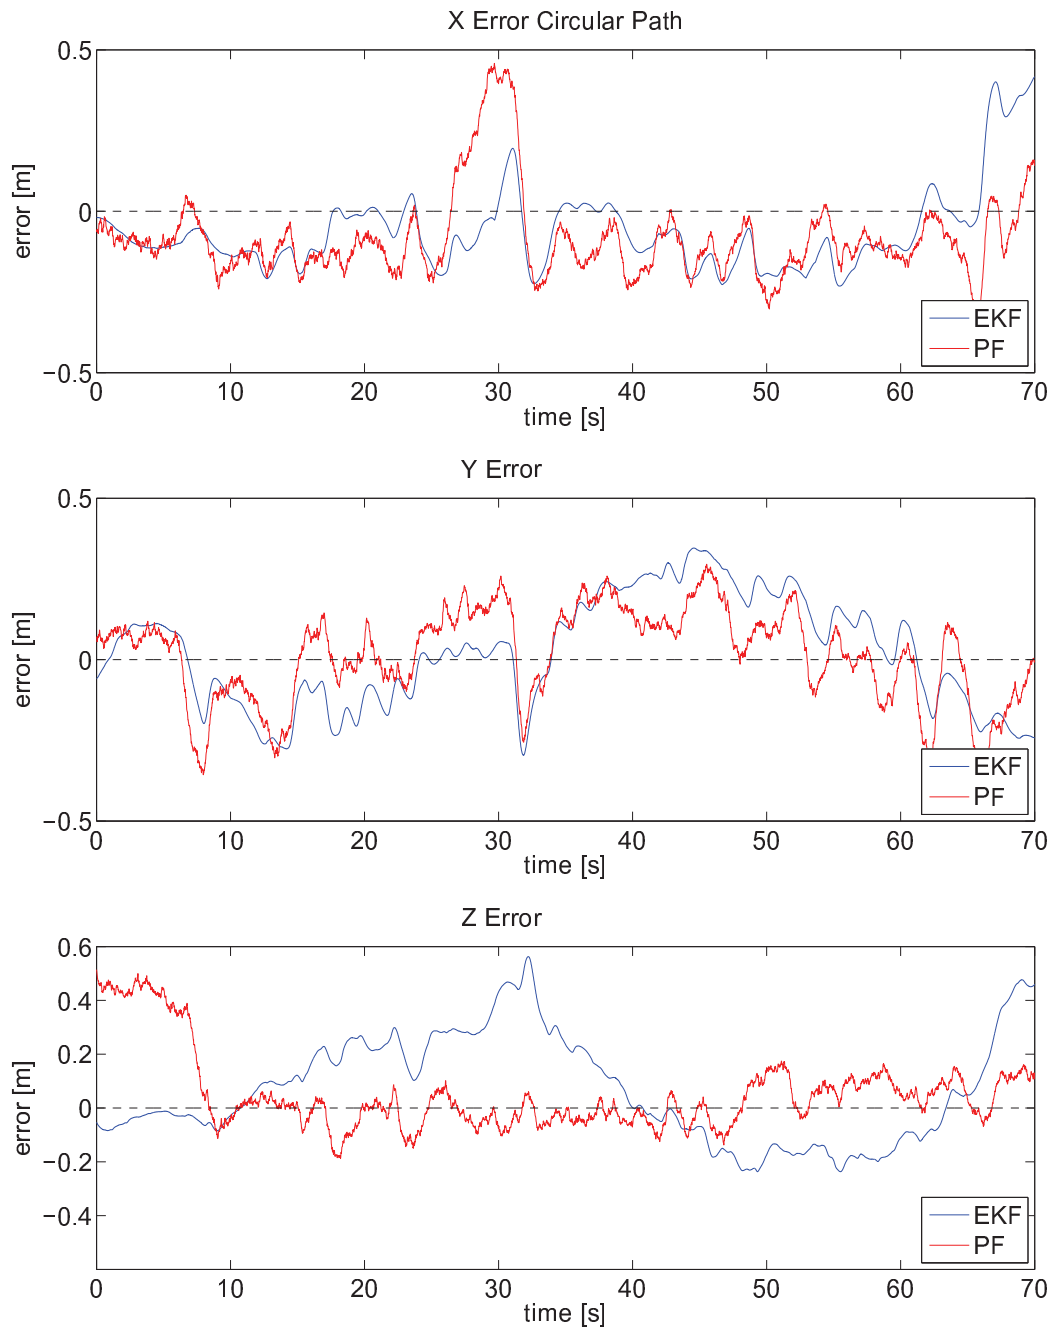 X Error Circular Path
0.5
0
−0.5
error [m]
EKF
PF
0 10 20 30 40 50 60 70
time [s]
Y Error
0.5
0
−0.5
error [m]
EKF
PF
0 10 20 30 40 50 60 70
time [s]
Z Error
0.6
0.4
0.2
0
−0.2
−0.4
error [m]
EKF
PF
0 10 20 30 40 50 60 70
time [s]